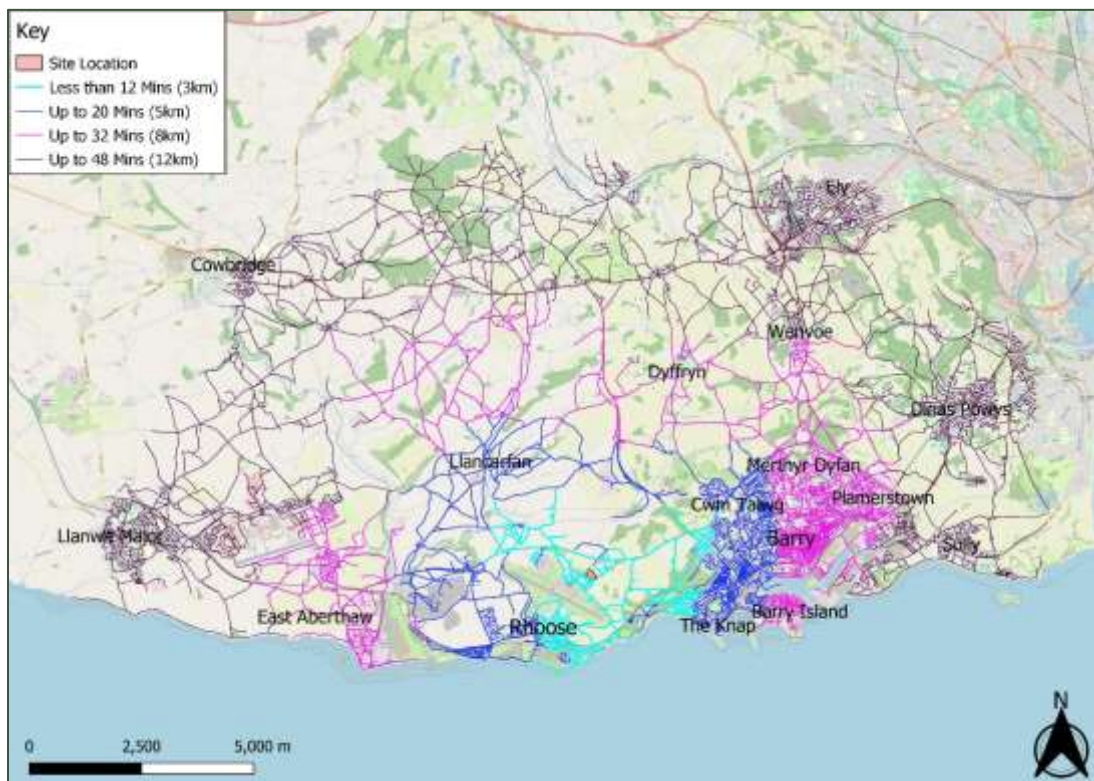 Key
Site Location
Less than 12 Mins (3km)
Up to 20 Mins (5km)
Up to 32 Mins (8km)
Up to 48 Mins (12km)
Ely
Cowbridge
Wenvoe
Dyffryn
Dinas Powys
Llancarfan
Merthyr Dyfan
Plamerstown
Cwm Talwg
Llanwit Major
Barry
Sully
East Aberthaw
Rhoose
The Knap
Barry Island
N
0 2,500 5,000 m